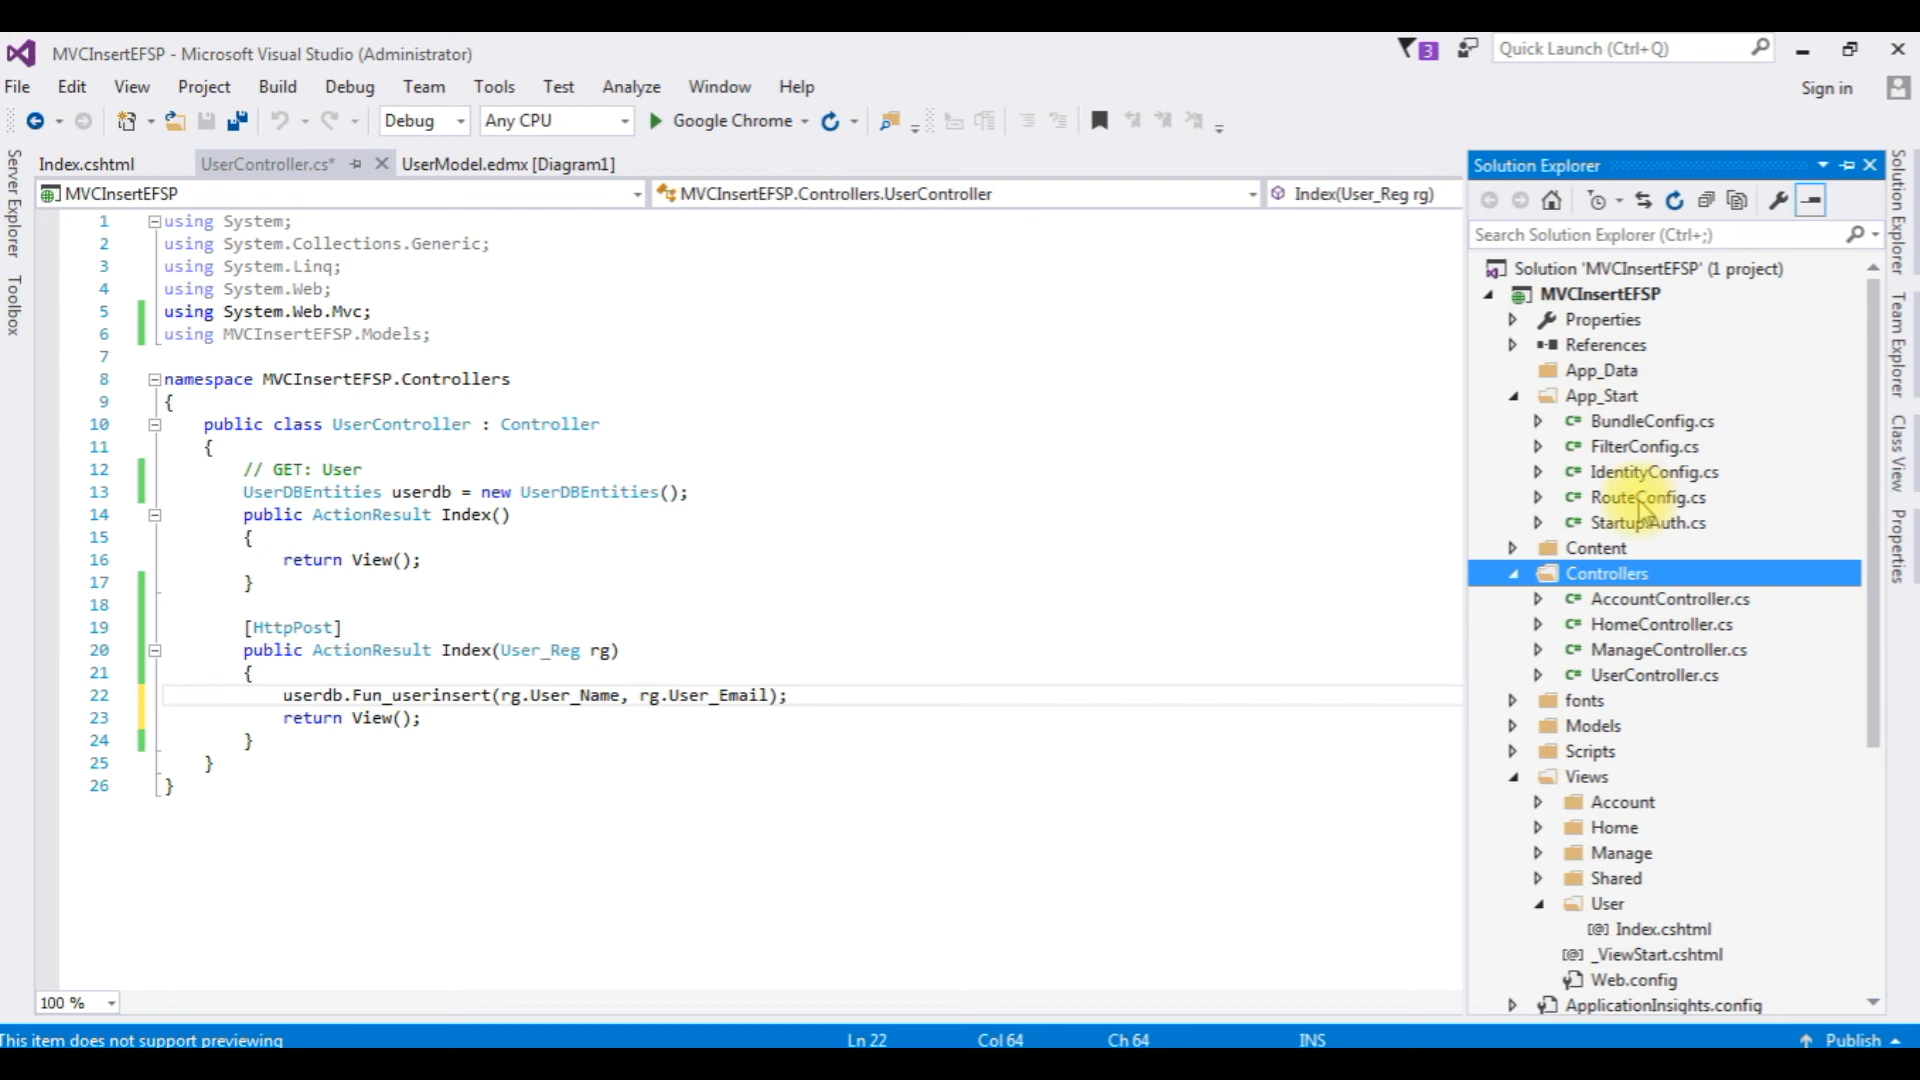 MVCInsertEFSP - Microsoft Visual Studio (Administrator)
3
Quick Launch (Ctrl+Q)
File Edit View Project Build Debug Team Tools Test Analyze Window Help
Sign in
Debug
Any CPU
Google Chrome
Server Explorer
Toolbox
Index.cshtml
UserController.cs*
UserModel.edmx [Diagram1]
MVCInsertEFSP
MVCInsertEFSP.Controllers.UserController
Index(User_Reg rg)
1 using System;
2 using System.Collections.Generic;
3 using System.Linq;
4 using System.Web;
5 using System.Web.Mvc;
6 using MVCInsertEFSP.Models;
7
8 namespace MVCInsertEFSP.Controllers
9 {
10 public class UserController : Controller
11 {
12 // GET: User
13 UserDBEntities userdb = new UserDBEntities();
14 public ActionResult Index()
15 {
16 return View();
17 }
18
19 [HttpPost]
20 public ActionResult Index(User_Reg rg)
21 {
22 userdb.Fun_userinsert(rg.User_Name, rg.User_Email);
23 return View();
24 }
25 }
26 }
100 %
Solution Explorer
Search Solution Explorer (Ctrl+;)
Solution 'MVCInsertEFSP' (1 project)
MVCInsertEFSP
Properties
References
App_Data
App_Start
C# BundleConfig.cs
C# FilterConfig.cs
C# IdentityConfig.cs
C# RouteConfig.cs
C# Startup.Auth.cs
Content
Controllers
C# AccountController.cs
C# HomeController.cs
C# ManageController.cs
C# UserController.cs
fonts
Models
Scripts
Views
Account
Home
Manage
Shared
User
[@] Index.cshtml
[@] _ViewStart.cshtml
Web.config
ApplicationInsights.config
Solution Explorer
Team Explorer
Class View
Properties
This item does not support previewing
Ln 22
Col 64
Ch 64
INS
Publish